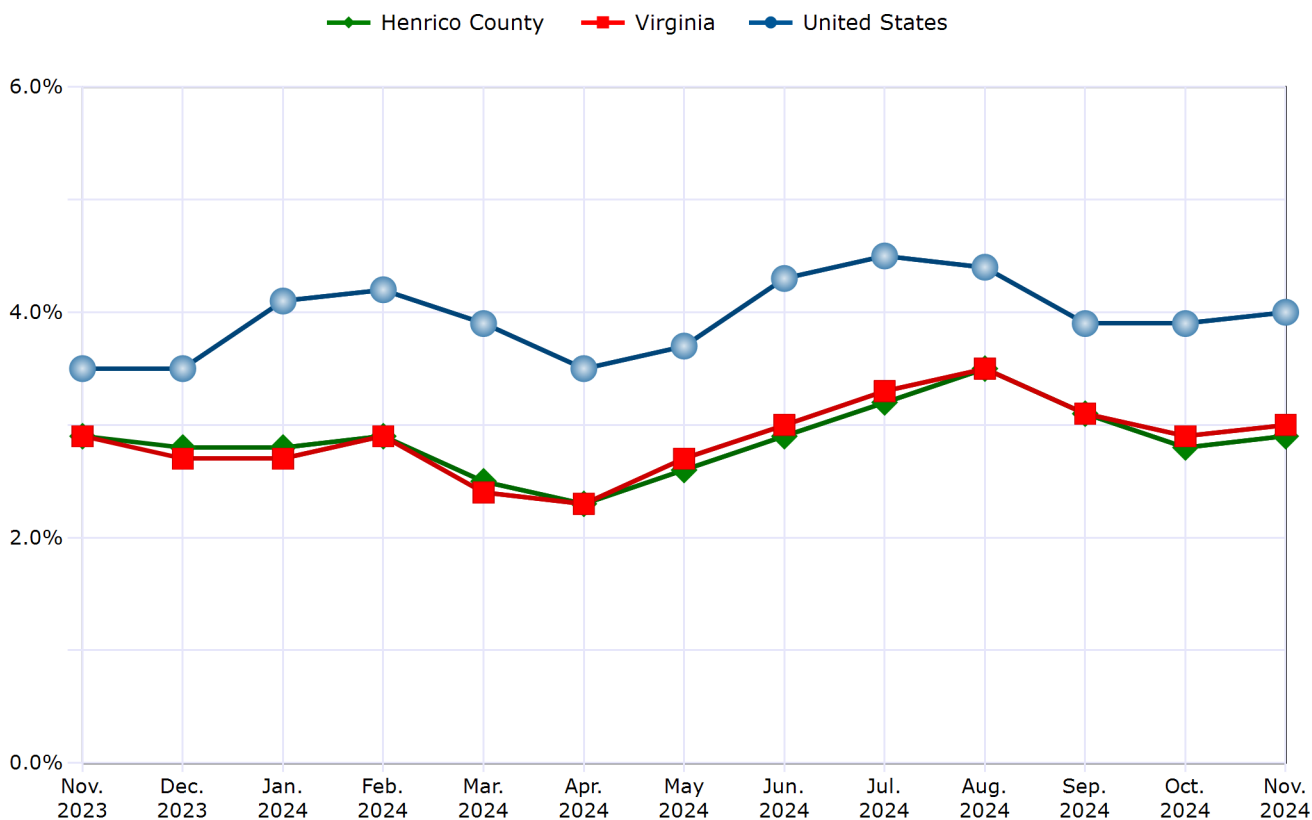 Henrico County Virginia United States
6.0%
4.0%
2.0%
0.0%
Nov. Dec. Jan. Feb. Mar. Apr. May Jun. Jul. Aug. Sep. Oct. Nov.
2023 2023 2024 2024 2024 2024 2024 2024 2024 2024 2024 2024 2024